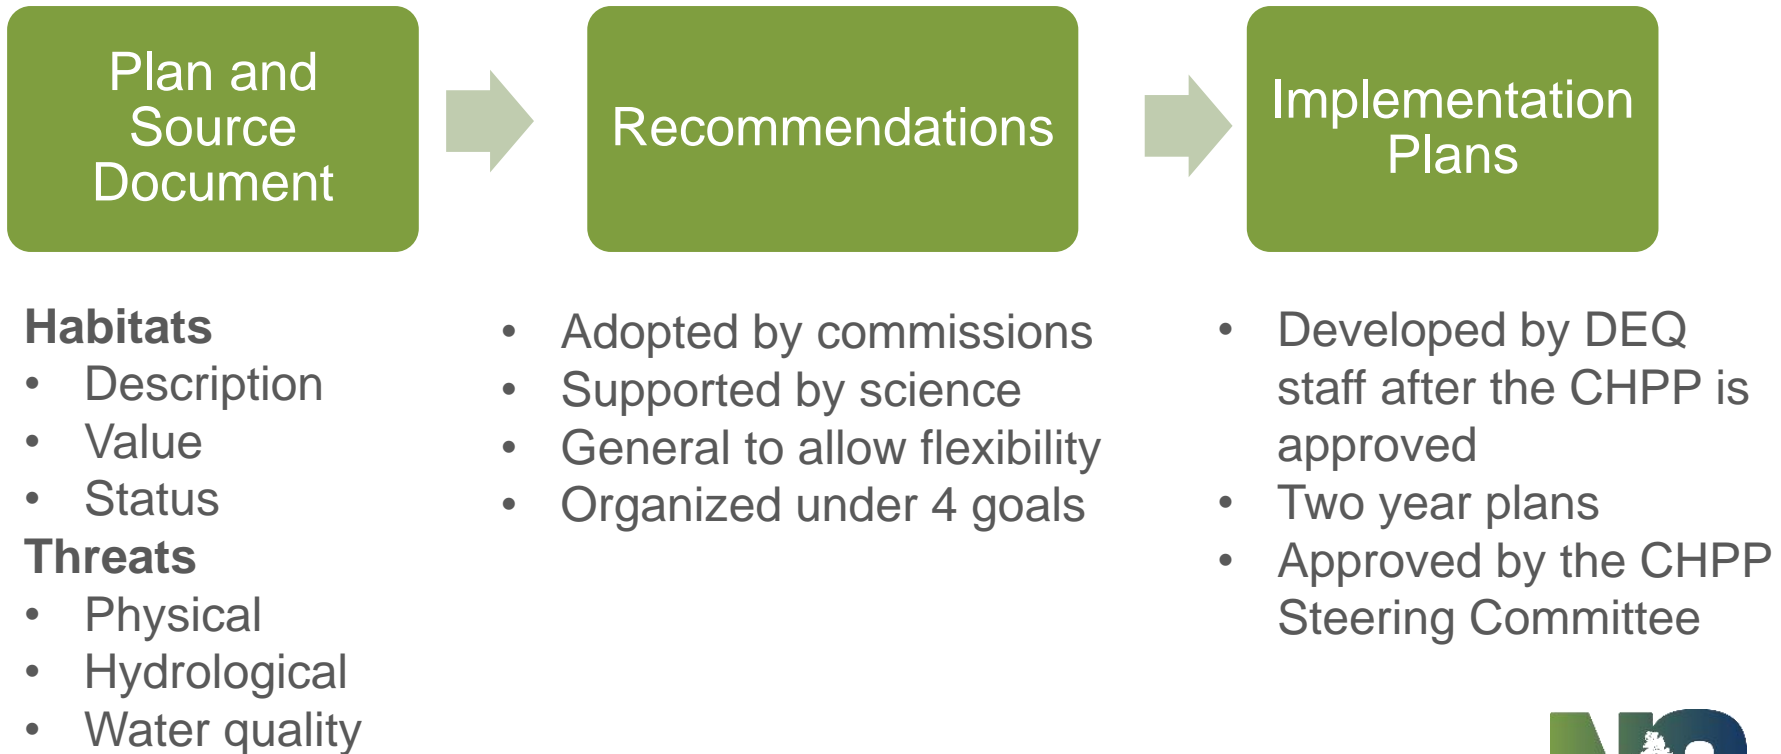 Plan and
Source
Document
Recommendations
Implementation
Plans
Habitats
• Description
• Value
• Status
Threats
• Physical
• Hydrological
• Water quality
• Adopted by commissions
• Supported by science
• General to allow flexibility
• Organized under 4 goals
• Developed by DEQ
staff after the CHPP is
approved
• Two year plans
• Approved by the CHPP
Steering Committee